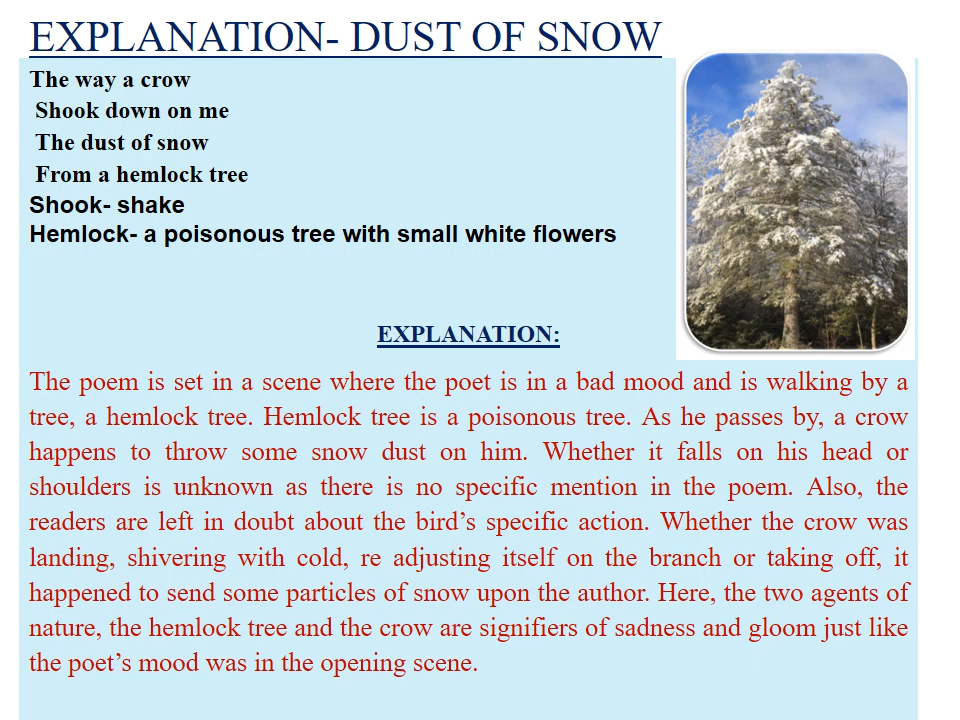 EXPLANATION- DUST OF SNOW
The way a crow
Shook down on me
The dust of snow
From a hemlock tree
Shook- shake
Hemlock- a poisonous tree with small white flowers
EXPLANATION:
The poem is set in a scene where the poet is in a bad mood and is walking by a
tree, a hemlock tree. Hemlock tree is a poisonous tree. As he passes by, a crow
happens to throw some snow dust on him. Whether it falls on his head or
shoulders is unknown as there is no specific mention in the poem. Also, the
readers are left in doubt about the bird’s specific action. Whether the crow was
landing, shivering with cold, re adjusting itself on the branch or taking off, it
happened to send some particles of snow upon the author. Here, the two agents of
nature, the hemlock tree and the crow are signifiers of sadness and gloom just like
the poet’s mood was in the opening scene.